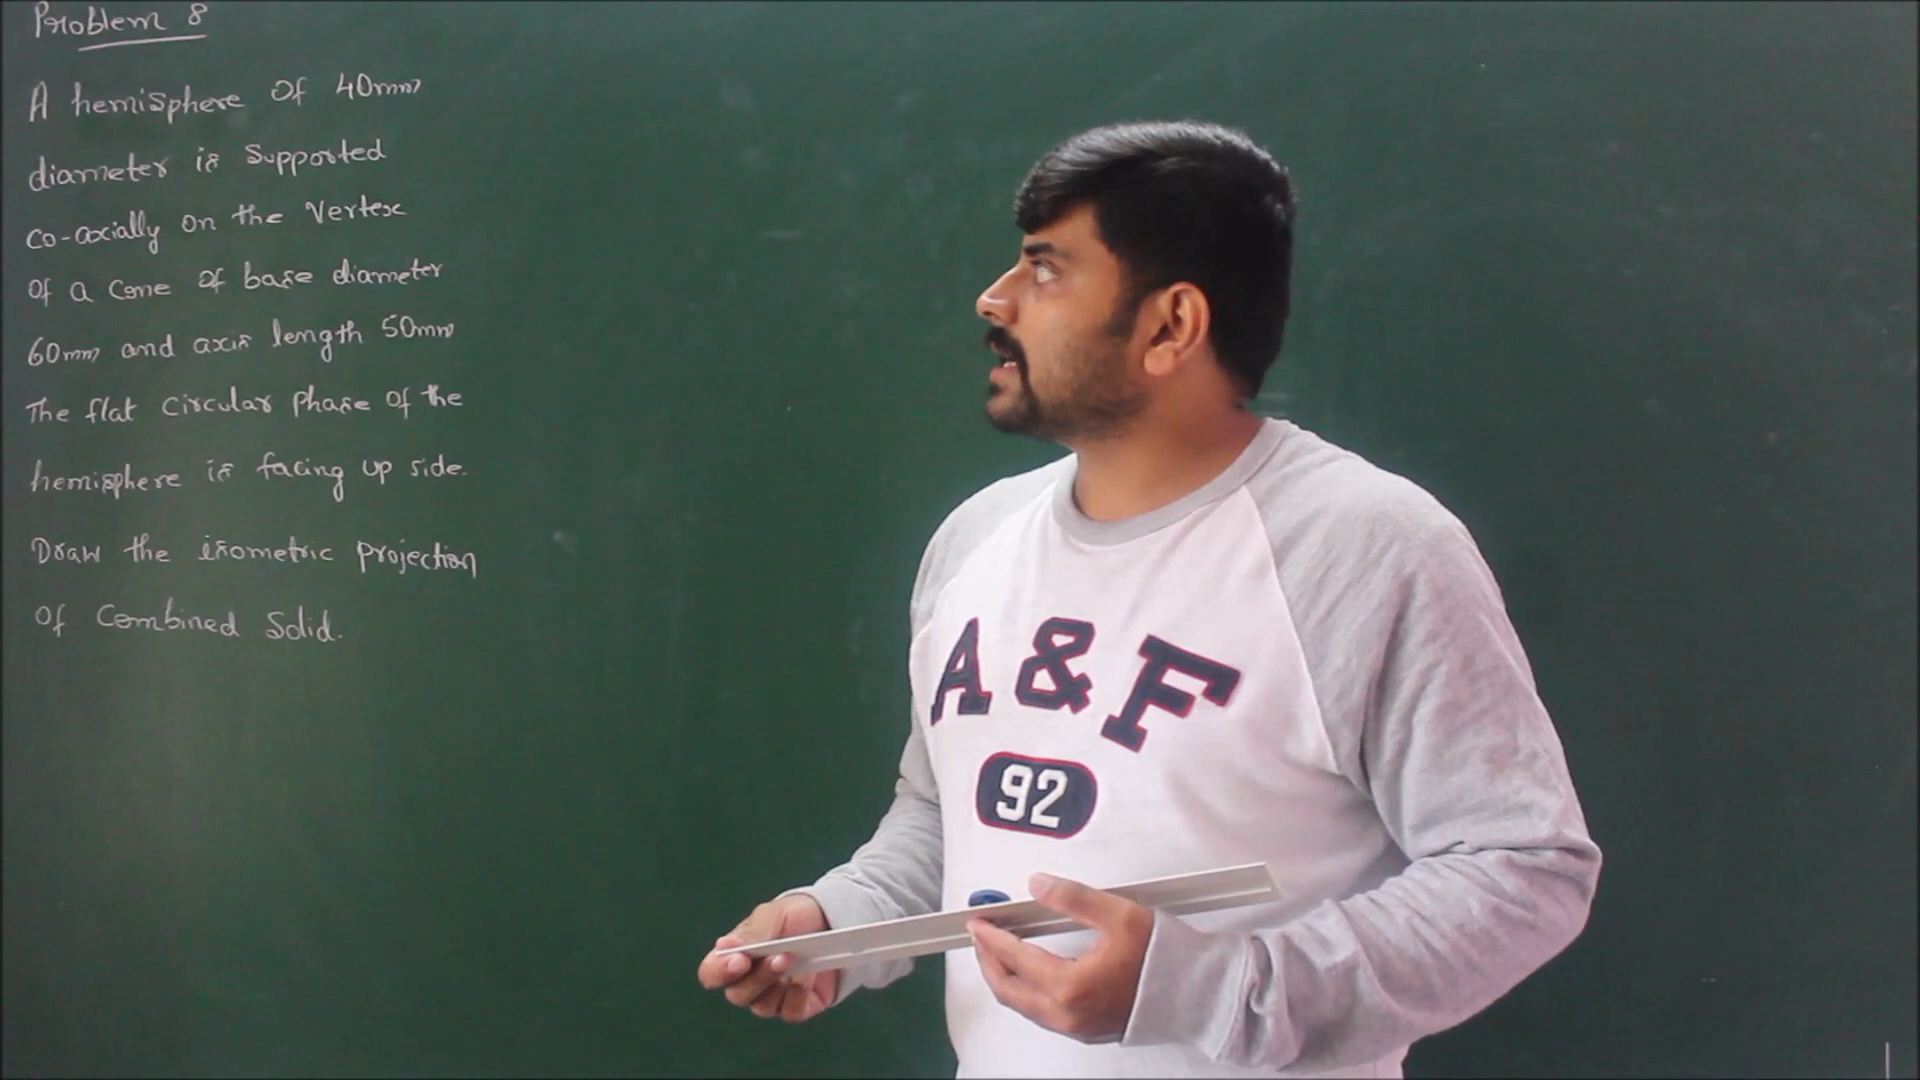 Problem 8
A hemisphere of 40mm
diameter is Supported
co-axially on the Vertex
of a Cone of base diameter
60mm and axis length 50mm
The flat Circular phase of the
hemisphere is facing up side.
Draw the isometric projection
of Combined Solid.
A & F
92